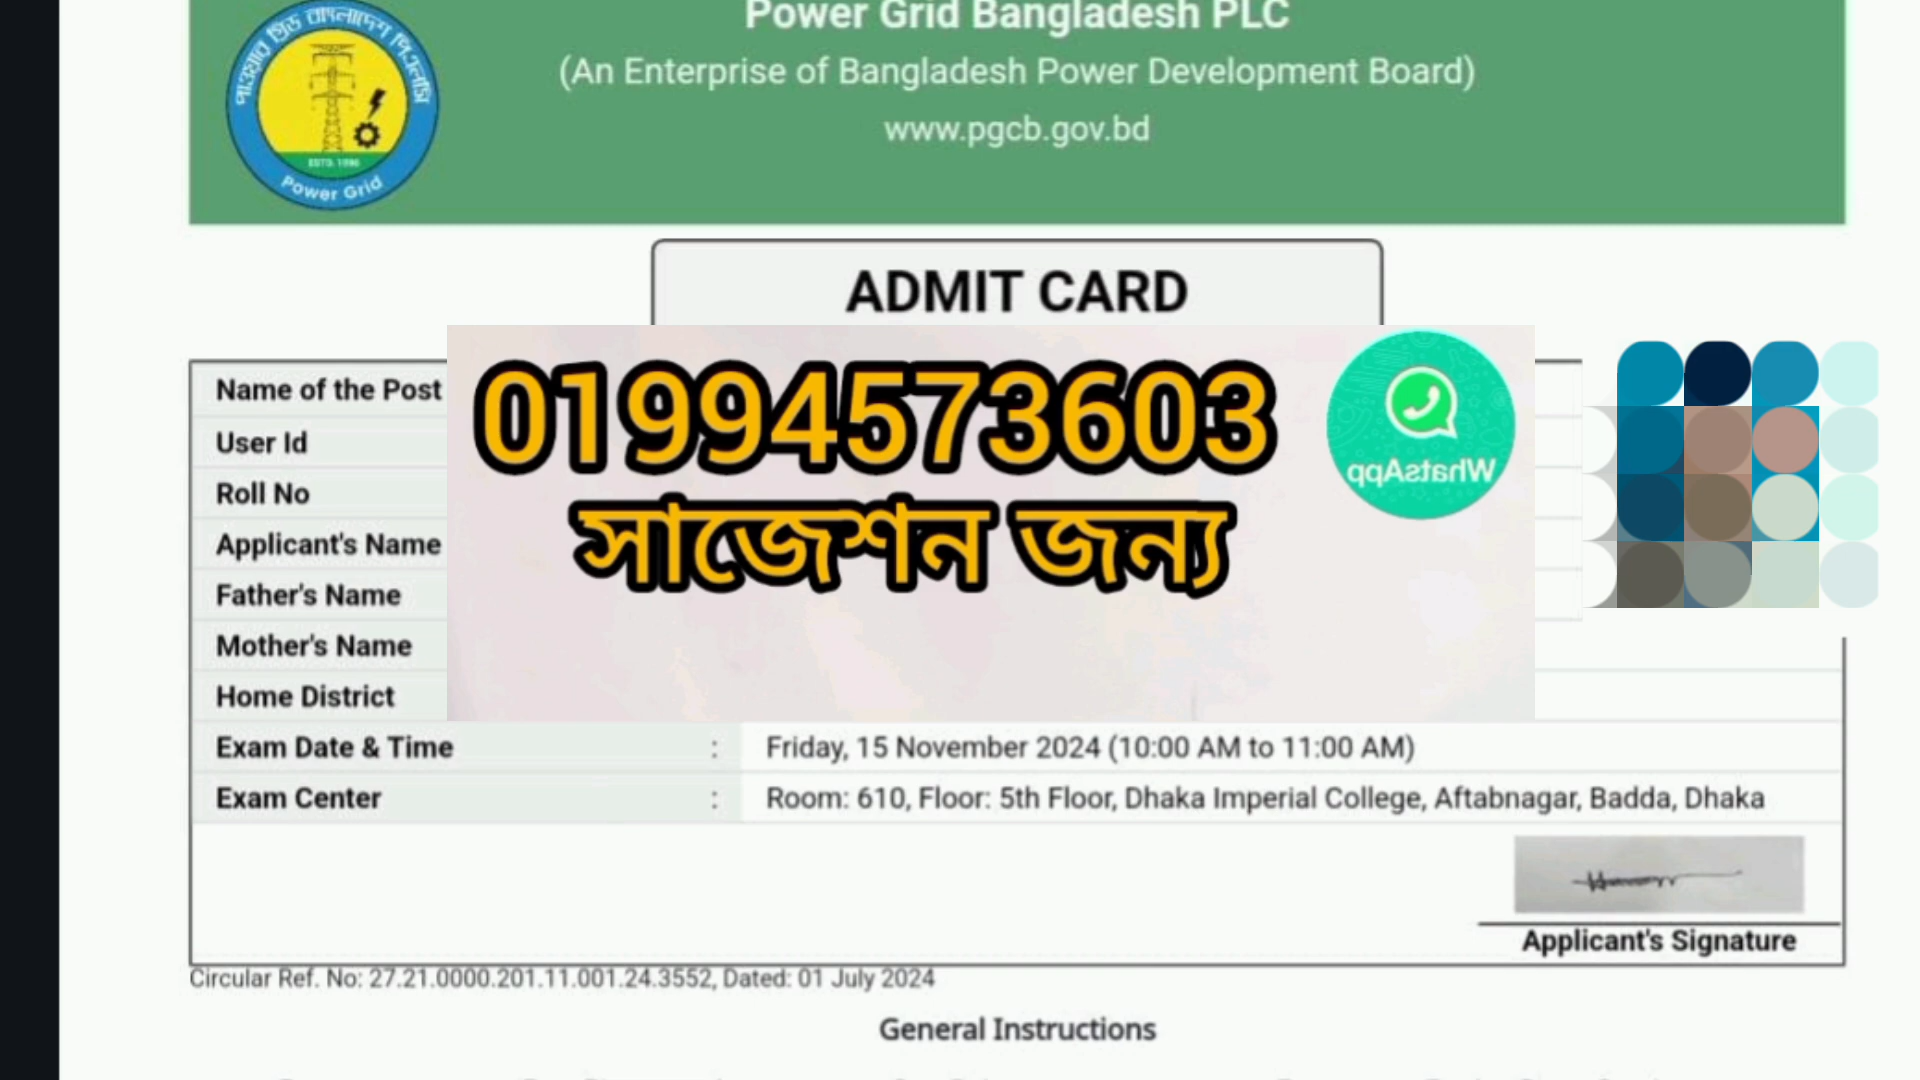 পাওয়ার গ্রিড বাংলাদেশ পিএলসি
ESTD. 1996
Power Grid
Power Grid Bangladesh PLC
(An Enterprise of Bangladesh Power Development Board)
www.pgcb.gov.bd
ADMIT CARD
01994573603
WhatsApp
সাজেশন জন্য
Name of the Post
User Id
Roll No
Applicant's Name
Father's Name
Mother's Name
Home District
Exam Date & Time : Friday, 15 November 2024 (10:00 AM to 11:00 AM)
Exam Center : Room: 610, Floor: 5th Floor, Dhaka Imperial College, Aftabnagar, Badda, Dhaka
Applicant's Signature
Circular Ref. No: 27.21.0000.201.11.001.24.3552, Dated: 01 July 2024
General Instructions